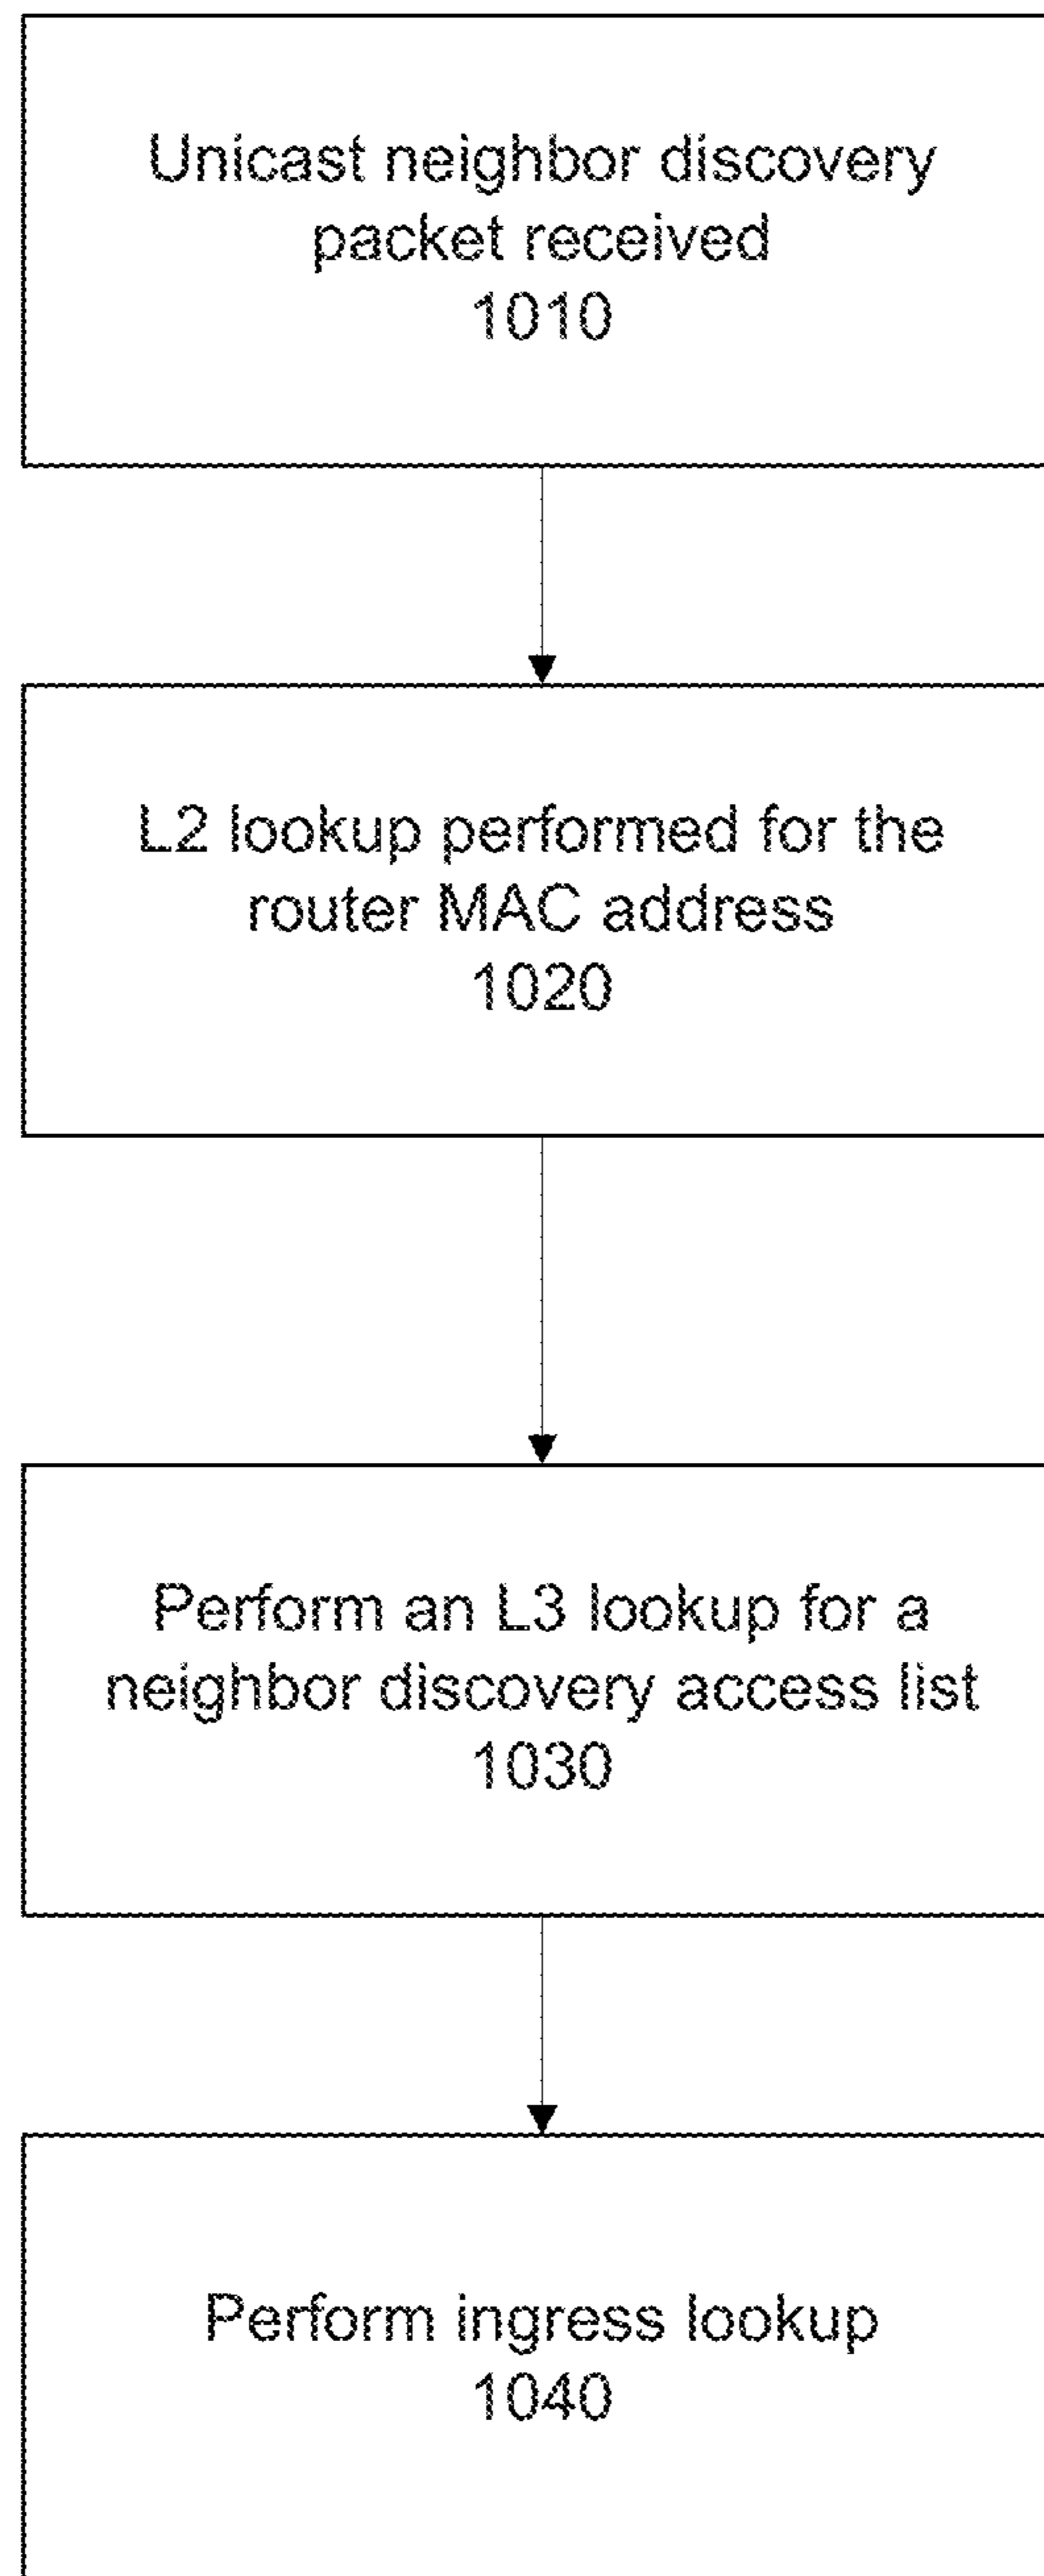 Unicast neighbor discovery
packet received
1010
L2 lookup performed for the
router MAC address
1020
Perform an L3 lookup for a
neighbor discovery access list
1030
Perform ingress lookup
1040